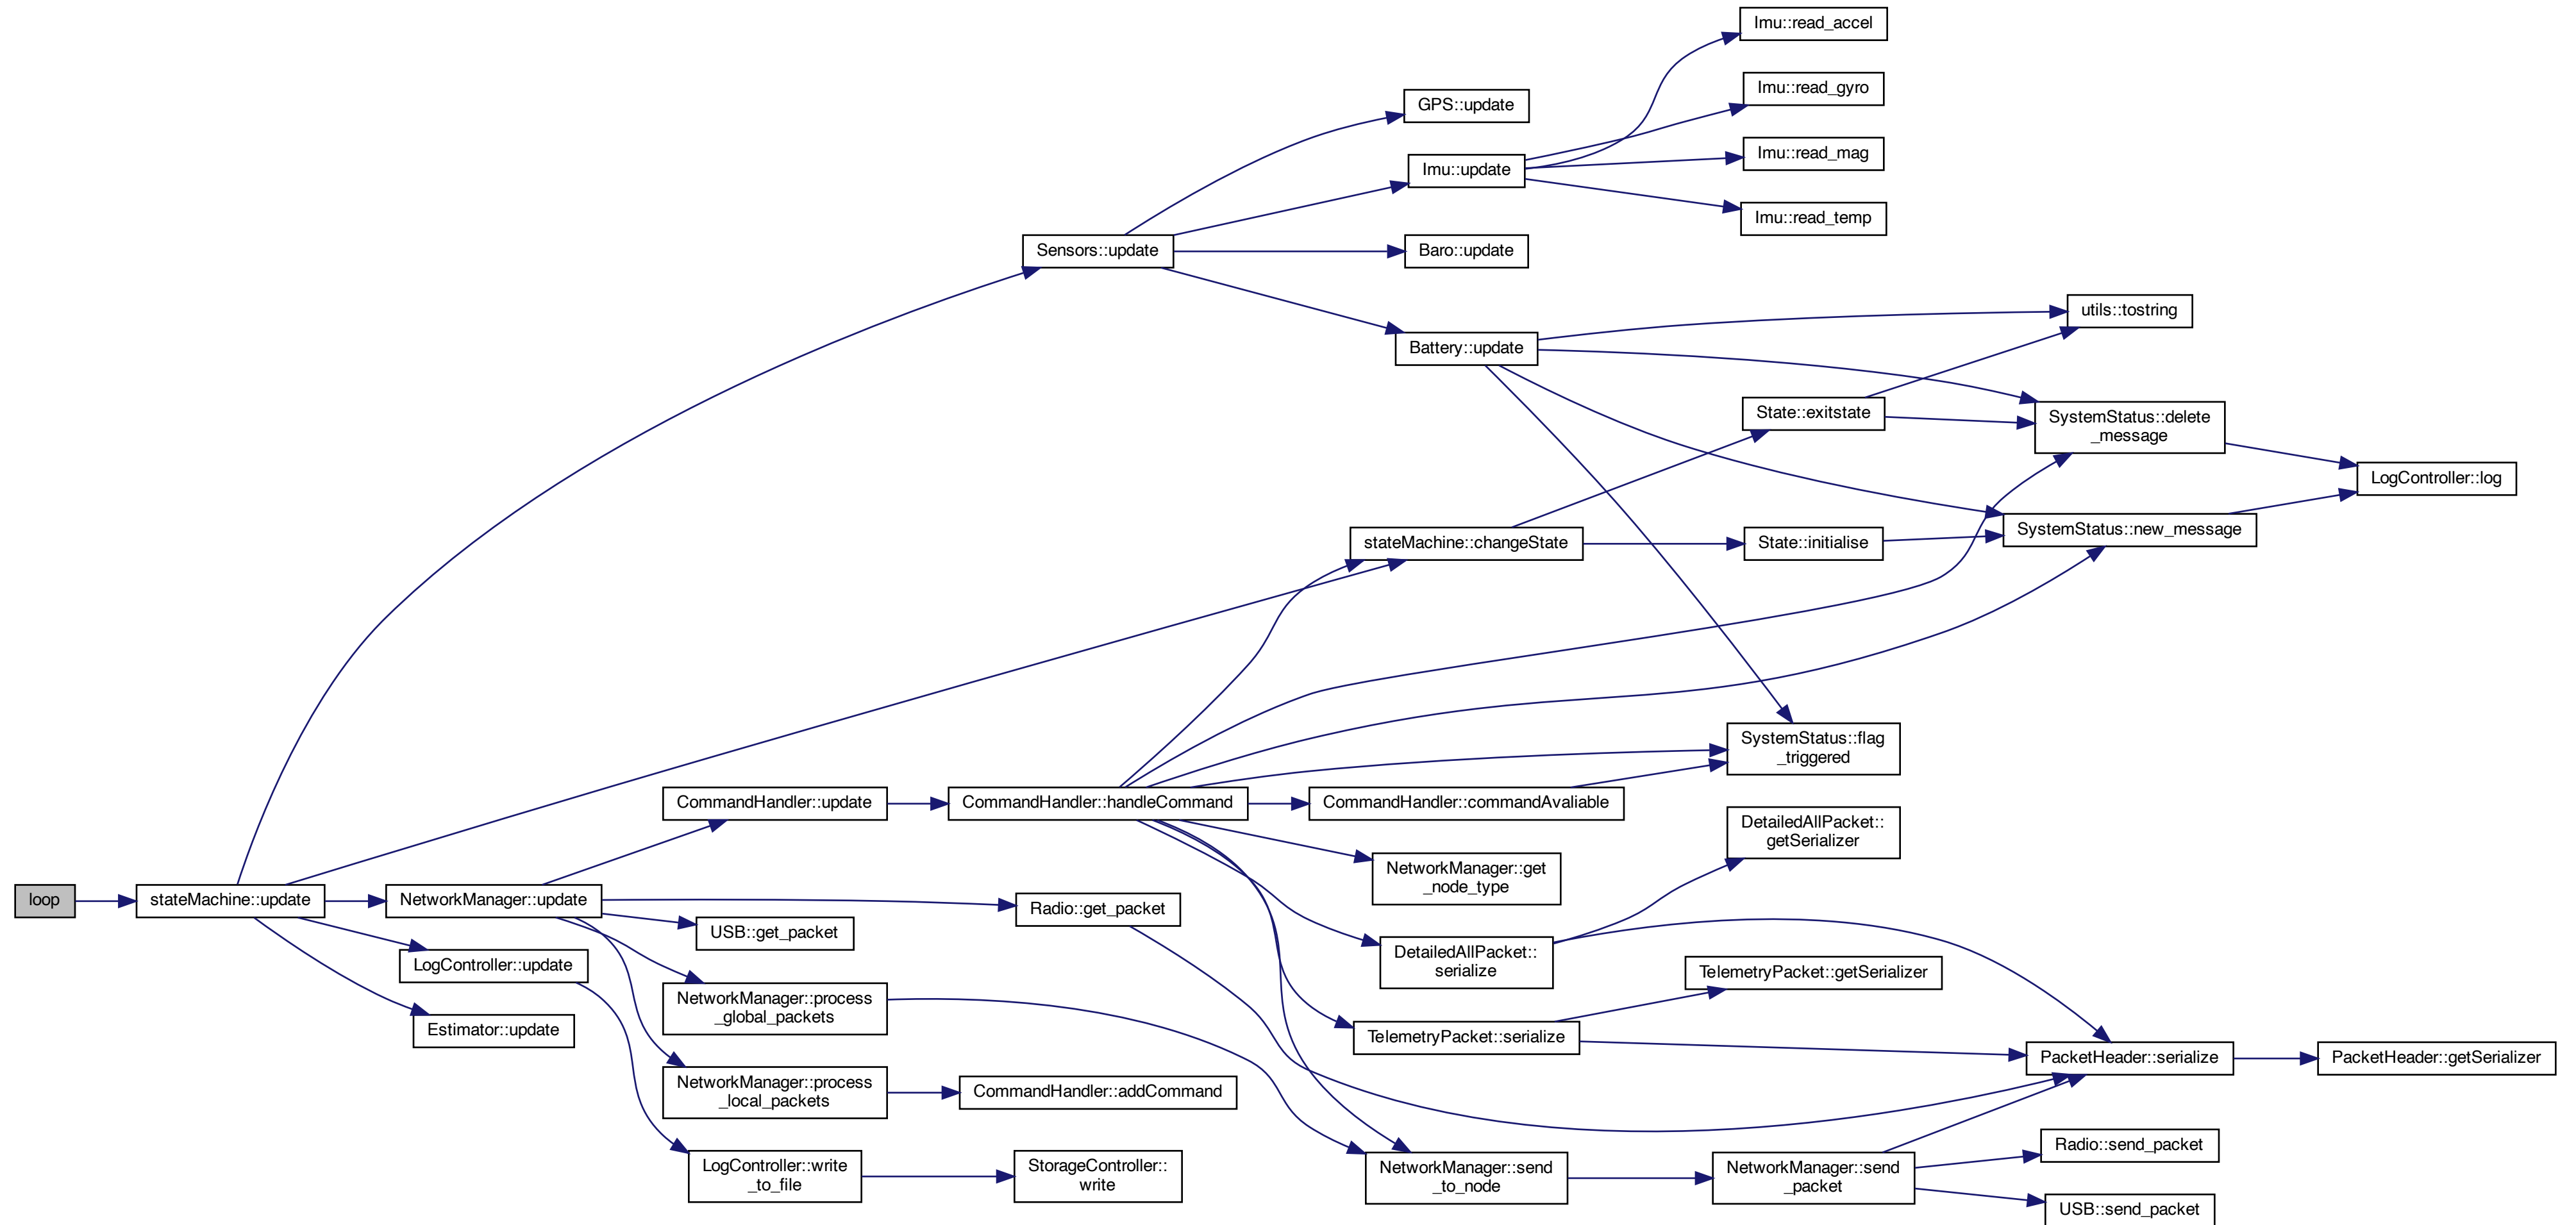 Imu::read_accel
Imu::read_gyro
GPS::update
Imu::read_mag
Imu::update
Imu::read_temp
Sensors::update
Baro::update
utils::tostring
Battery::update
State::exitstate
SystemStatus::delete
_message
LogController::log
SystemStatus::new_message
stateMachine::changeState
State::initialise
SystemStatus::flag
_triggered
CommandHandler::update
CommandHandler::handleCommand
CommandHandler::commandAvaliable
DetailedAllPacket::
getSerializer
NetworkManager::get
_node_type
loop
stateMachine::update
NetworkManager::update
Radio::get_packet
USB::get_packet
LogController::update
DetailedAllPacket::
serialize
TelemetryPacket::getSerializer
NetworkManager::process
_global_packets
Estimator::update
TelemetryPacket::serialize
PacketHeader::serialize
PacketHeader::getSerializer
NetworkManager::process
_local_packets
CommandHandler::addCommand
Radio::send_packet
LogController::write
_to_file
StorageController::
write
NetworkManager::send
_to_node
NetworkManager::send
_packet
USB::send_packet